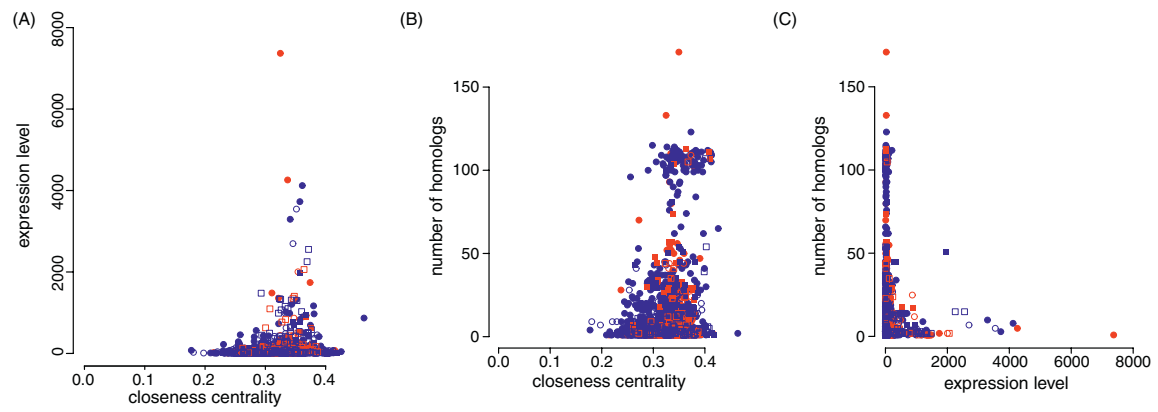 (A)
expression level
8000
6000
4000
2000
0
0.0 0.1 0.2 0.3 0.4
closeness centrality
(B)
number of homologs
150
100
50
0
0.0 0.1 0.2 0.3 0.4
closeness centrality
(C)
number of homologs
150
100
50
0
0 2000 4000 6000 8000
expression level